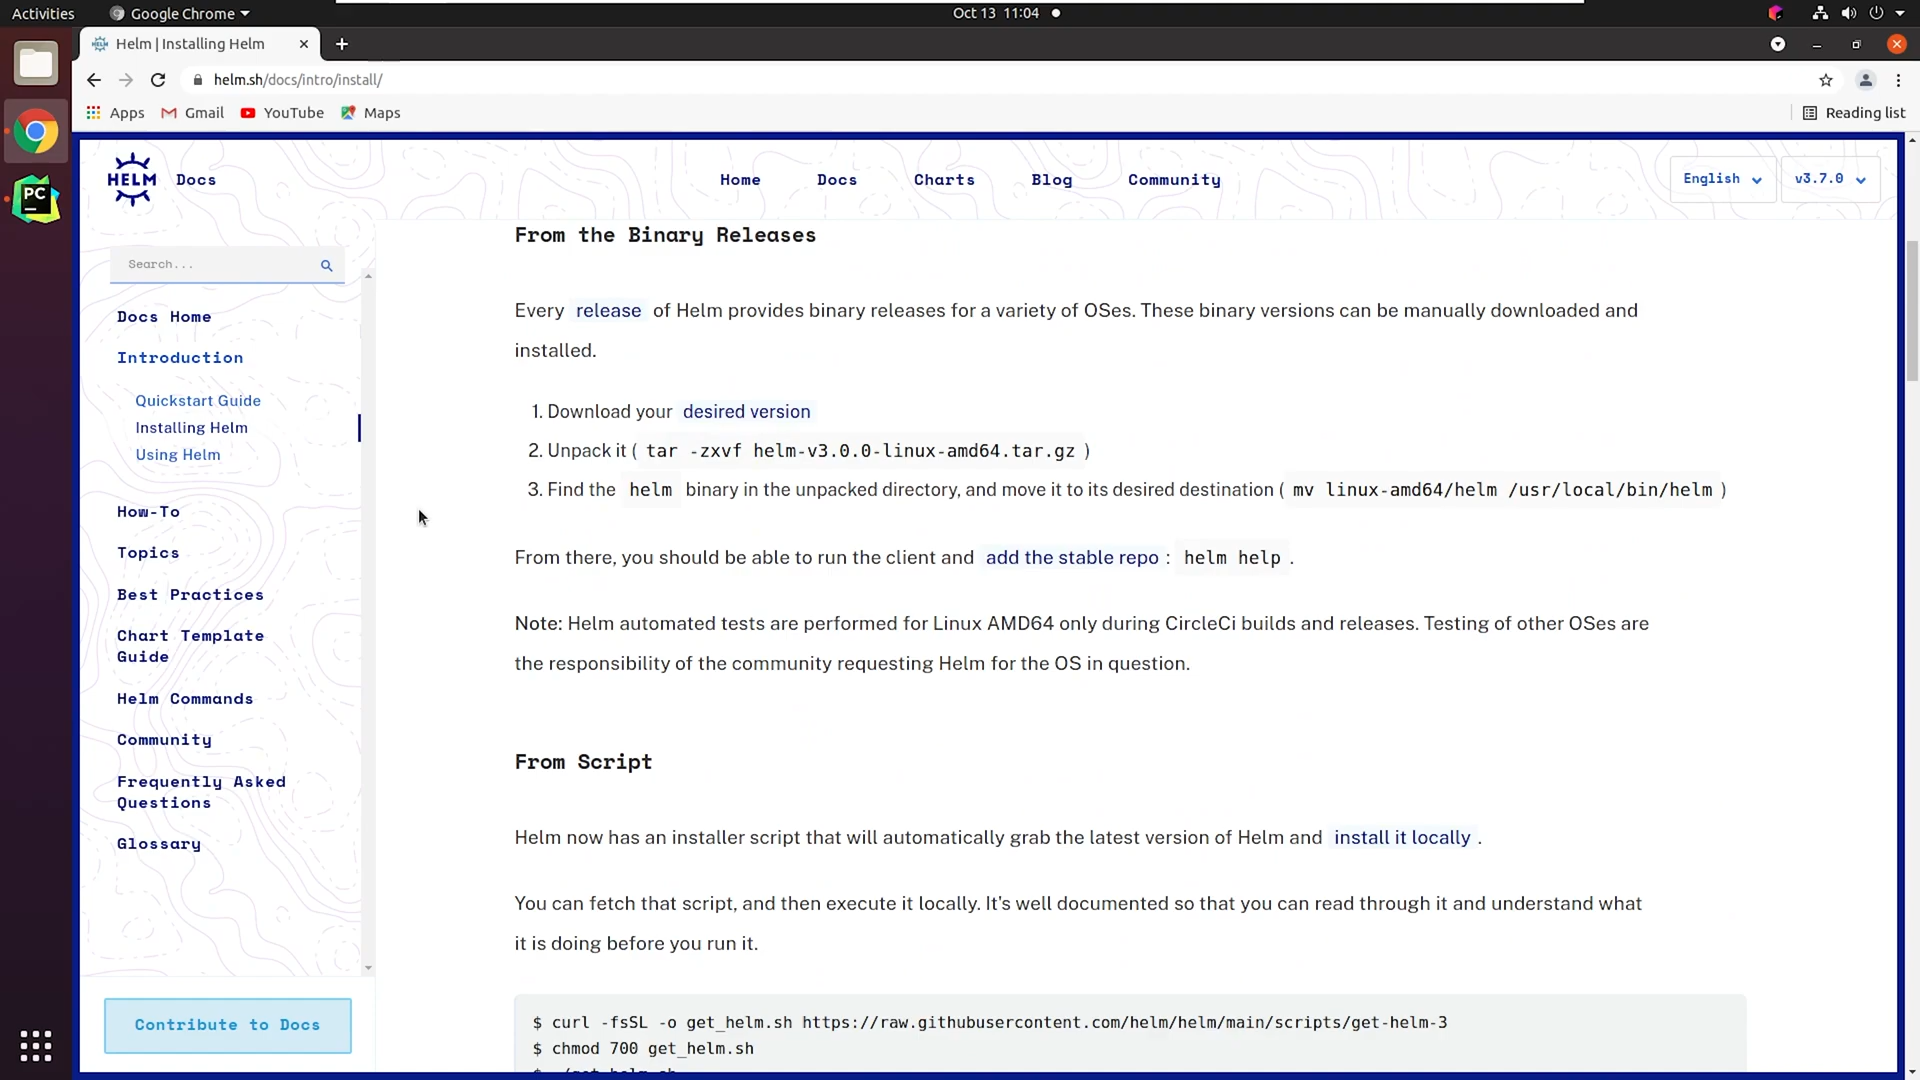 Activities
Google Chrome
Oct 13 11:04
Helm | Installing Helm
helm.sh/docs/intro/install/
Apps
Gmail
YouTube
Maps
Reading list
HELM
Docs
Home
Docs
Charts
Blog
Community
English
v3.7.0
Search...
Docs Home
Introduction
Quickstart Guide
Installing Helm
Using Helm
How-To
Topics
Best Practices
Chart Template
Guide
Helm Commands
Community
Frequently Asked
Questions
Glossary
Contribute to Docs
PC
From the Binary Releases
Every release of Helm provides binary releases for a variety of OSes. These binary versions can be manually downloaded and
installed.
1. Download your desired version
2. Unpack it ( tar -zxvf helm-v3.0.0-linux-amd64.tar.gz )
3. Find the helm binary in the unpacked directory, and move it to its desired destination ( mv linux-amd64/helm /usr/local/bin/helm )
From there, you should be able to run the client and add the stable repo : helm help .
Note: Helm automated tests are performed for Linux AMD64 only during CircleCi builds and releases. Testing of other OSes are
the responsibility of the community requesting Helm for the OS in question.
From Script
Helm now has an installer script that will automatically grab the latest version of Helm and install it locally .
You can fetch that script, and then execute it locally. It's well documented so that you can read through it and understand what
it is doing before you run it.
$ curl -fsSL -o get_helm.sh https://raw.githubusercontent.com/helm/helm/main/scripts/get-helm-3
$ chmod 700 get_helm.sh